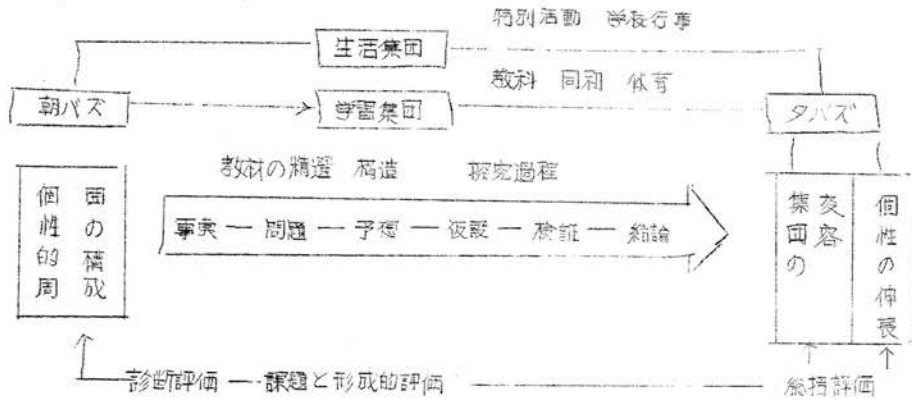 特別活動　学校行事
生活集団
教科　同和　体育
朝バズ
学習集団
夕バズ
教材の精選　構造　探究過程
事実 — 問題 — 予想 — 仮説 — 検証 — 結論
個性的周
囲の構成
集団の
変容
個性の伸長
診断評価 — 課題と形成的評価
総括評価